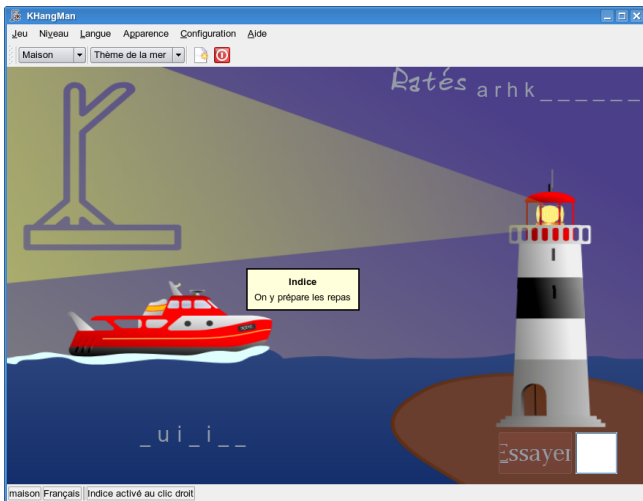 KHangMan
Jeu Niveau Langue Apparence Configuration Aide
Maison Thème de la mer
Ratés a r h k _ _ _ _ _ _
Indice
On y prépare les repas
_ u i _ i _ _
Essayer
maison Français Indice activé au clic droit